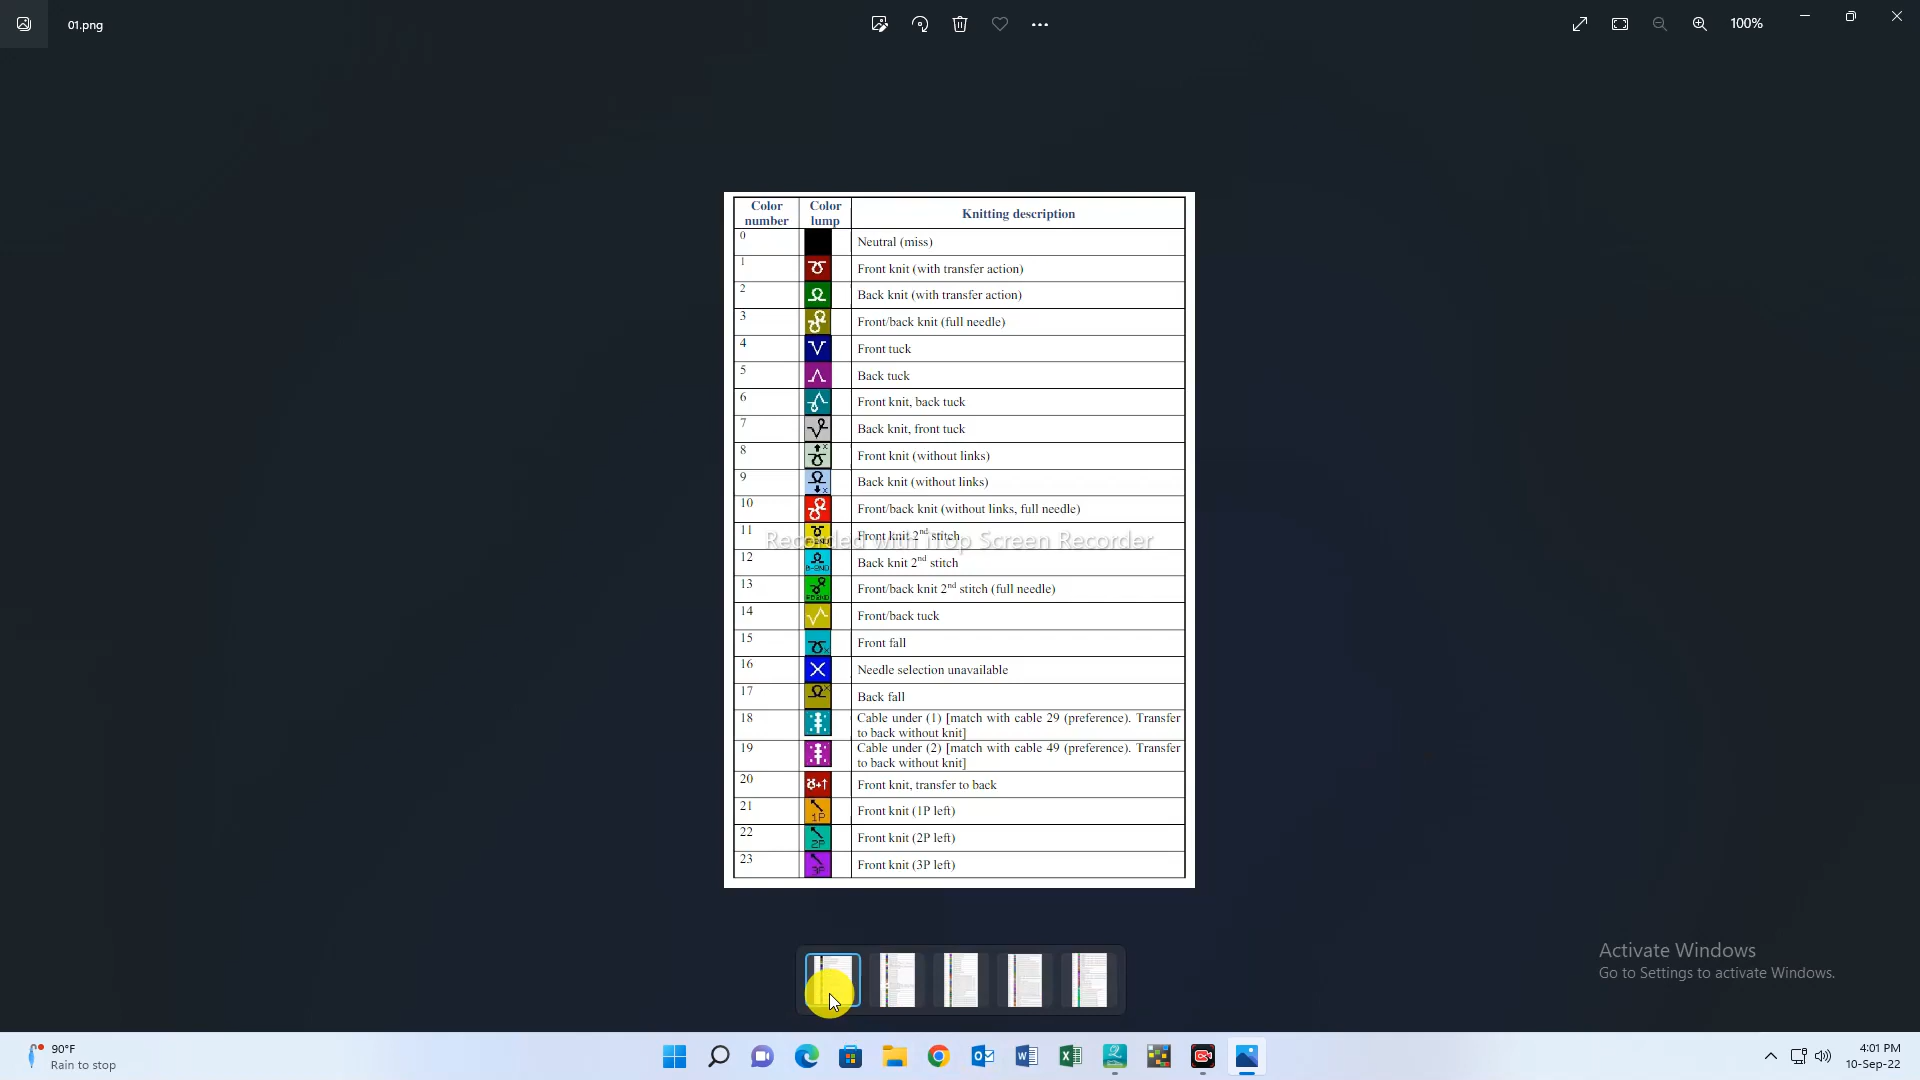 01.png
100%
Color number Color lump Knitting description
0 Neutral (miss)
1 Front knit (with transfer action)
2 Back knit (with transfer action)
3 Front/back knit (full needle)
4 Front tuck
5 Back tuck
6 Front knit, back tuck
7 Back knit, front tuck
8 Front knit (without links)
9 Back knit (without links)
10 Front/back knit (without links, full needle)
11 Front knit 2nd stitch
Recorded with iTop Screen Recorder
12 B-2ND Back knit 2nd stitch
13 Front/back knit 2nd stitch (full needle)
14 Front/back tuck
15 Front fall
16 Needle selection unavailable
17 Back fall
18 Cable under (1) [match with cable 29 (preference). Transfer
to back without knit]
19 Cable under (2) [match with cable 49 (preference). Transfer
to back without knit]
20 Front knit, transfer to back
21 1P Front knit (1P left)
22 2P Front knit (2P left)
23 3P Front knit (3P left)
Activate Windows
Go to Settings to activate Windows.
90°F
Rain to stop
4:01 PM
10-Sep-22